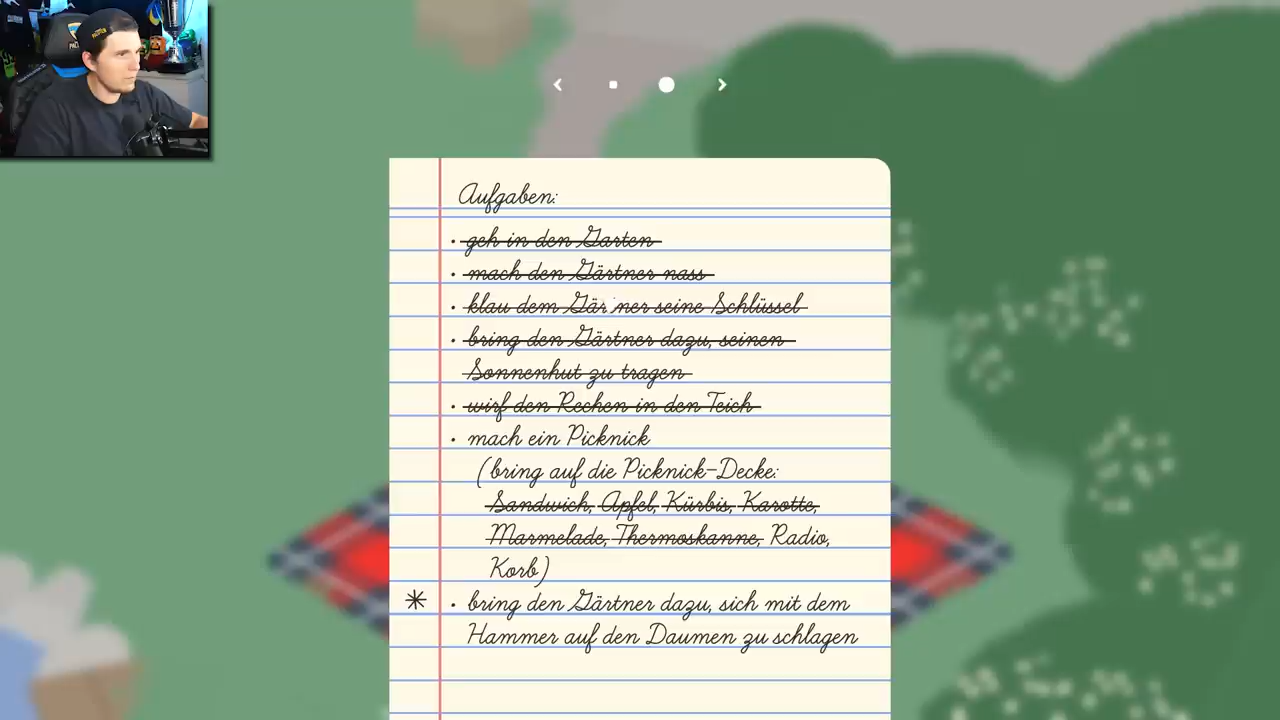 Aufgaben:
• geh in den Garten
• mach den Gärtner nass
• klau dem Gärtner seine Schlüssel
• bring den Gärtner dazu, seinen
Sonnenhut zu tragen
• wirf den Rechen in den Teich
• mach ein Picknick
(bring auf die Picknick-Decke:
Sandwich, Apfel, Kürbis, Karotte,
Marmelade, Thermoskanne, Radio,
Korb)
• bring den Gärtner dazu, sich mit dem
Hammer auf den Daumen zu schlagen